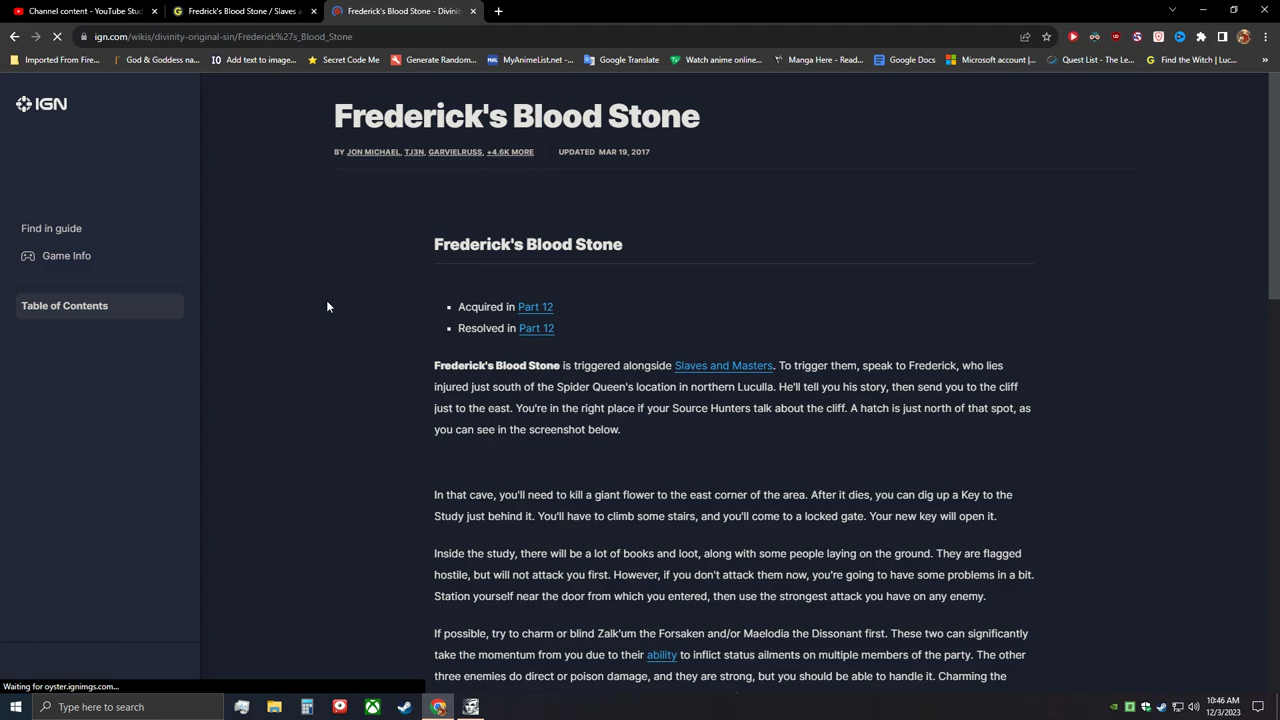 Channel content - YouTube Stu
Fredrick's Blood Stone / Slaves a
Frederick's Blood Stone - Divinit
ign.com/wikis/divinity-original-sin/Frederick%27s_Blood_Stone
Imported From Fire...
God & Goddess na...
Add text to image...
Secret Code Me
Generate Random...
MyAnimeList.net -...
Google Translate
Watch anime online...
Manga Here - Read...
Google Docs
Microsoft account |...
Quest List - The Le...
Find the Witch | Luc...
IGN
Frederick's Blood Stone
BY JON MICHAEL, TJ3N, GARVIELRUSS, +4.6K MORE
UPDATED MAR 19, 2017
Find in guide
Game Info
Table of Contents
Frederick's Blood Stone
Acquired in Part 12
Resolved in Part 12
Frederick's Blood Stone is triggered alongside Slaves and Masters. To trigger them, speak to Frederick, who lies
injured just south of the Spider Queen's location in northern Luculla. He'll tell you his story, then send you to the cliff
just to the east. You're in the right place if your Source Hunters talk about the cliff. A hatch is just north of that spot, as
you can see in the screenshot below.
In that cave, you'll need to kill a giant flower to the east corner of the area. After it dies, you can dig up a Key to the
Study just behind it. You'll have to climb some stairs, and you'll come to a locked gate. Your new key will open it.
Inside the study, there will be a lot of books and loot, along with some people laying on the ground. They are flagged
hostile, but will not attack you first. However, if you don't attack them now, you're going to have some problems in a bit.
Station yourself near the door from which you entered, then use the strongest attack you have on any enemy.
If possible, try to charm or blind Zalk'um the Forsaken and/or Maelodia the Dissonant first. These two can significantly
take the momentum from you due to their ability to inflict status ailments on multiple members of the party. The other
three enemies do direct or poison damage, and they are strong, but you should be able to handle it. Charming the
Waiting for oyster.ignimgs.com...
Type here to search
10:46 AM
12/3/2023